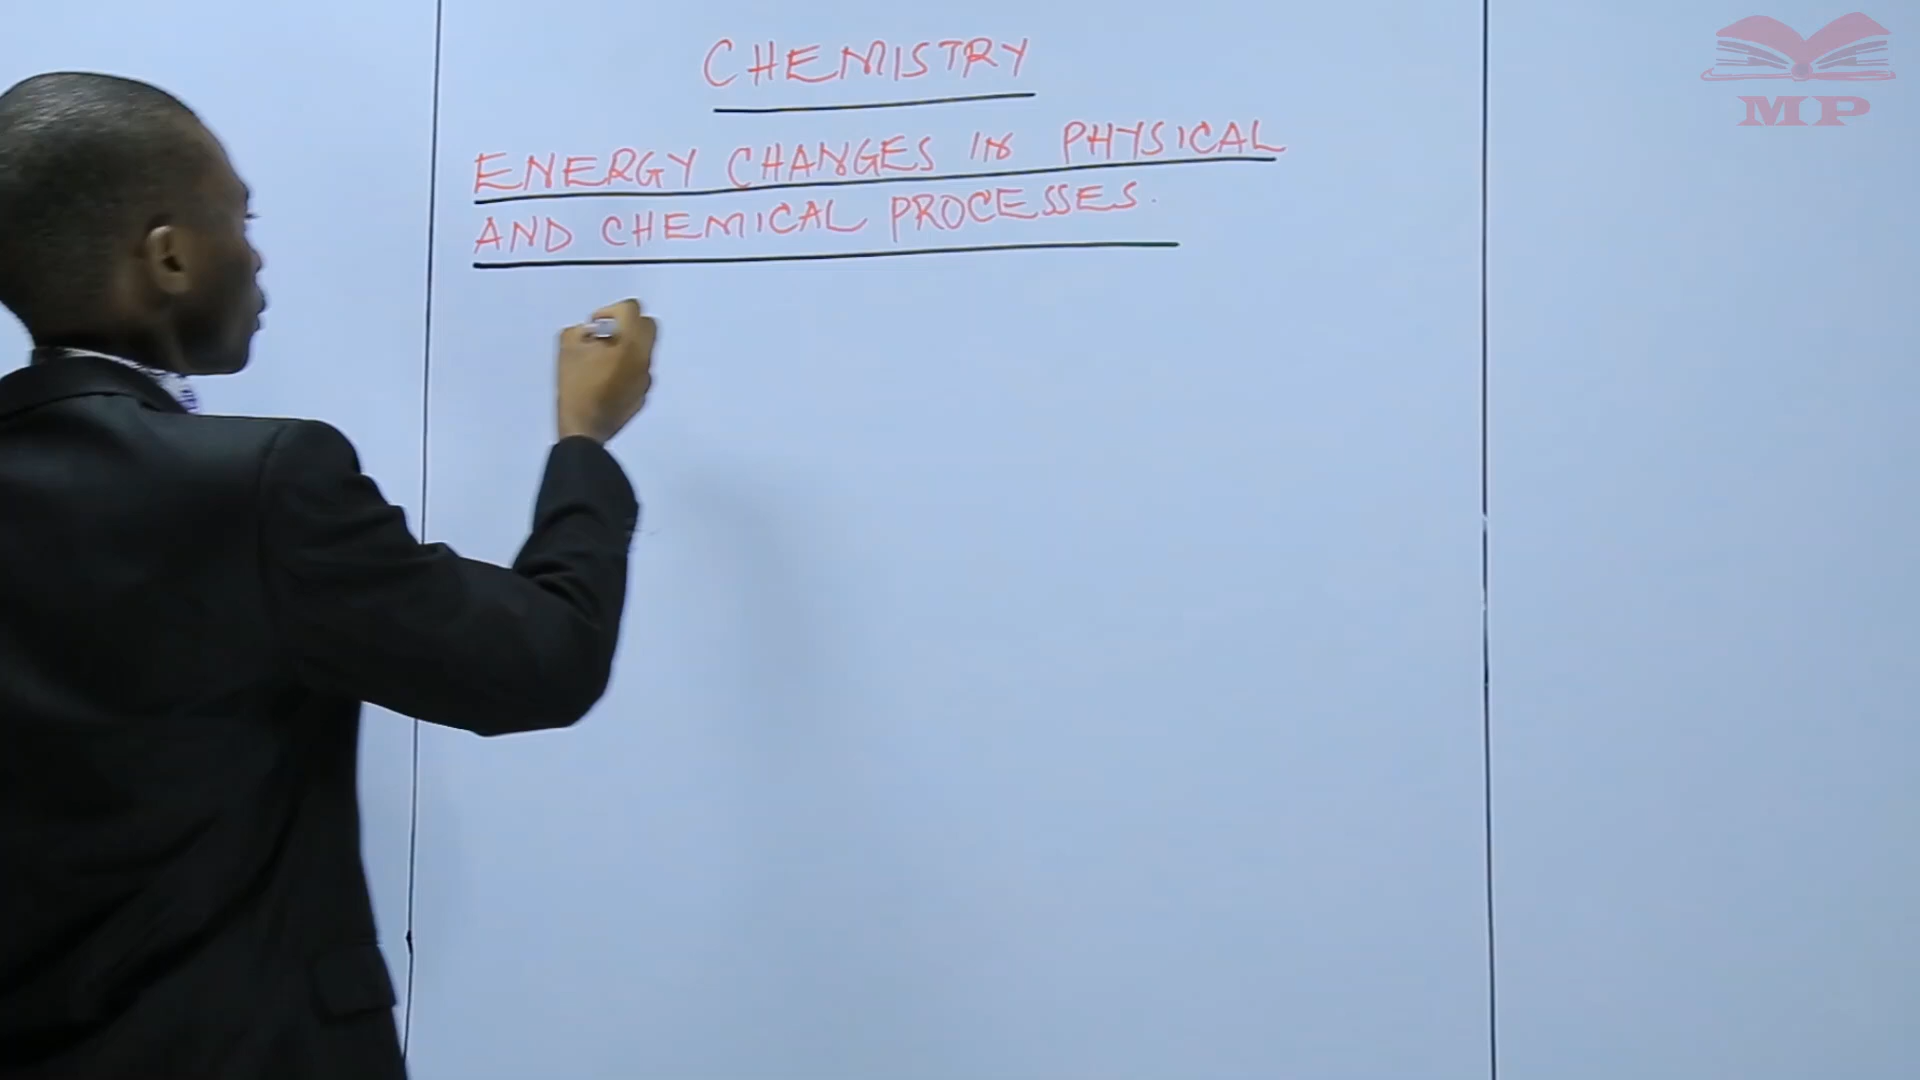 CHEMISTRY
ENERGY CHANGES IN PHYSICAL
AND CHEMICAL PROCESSES.
MP